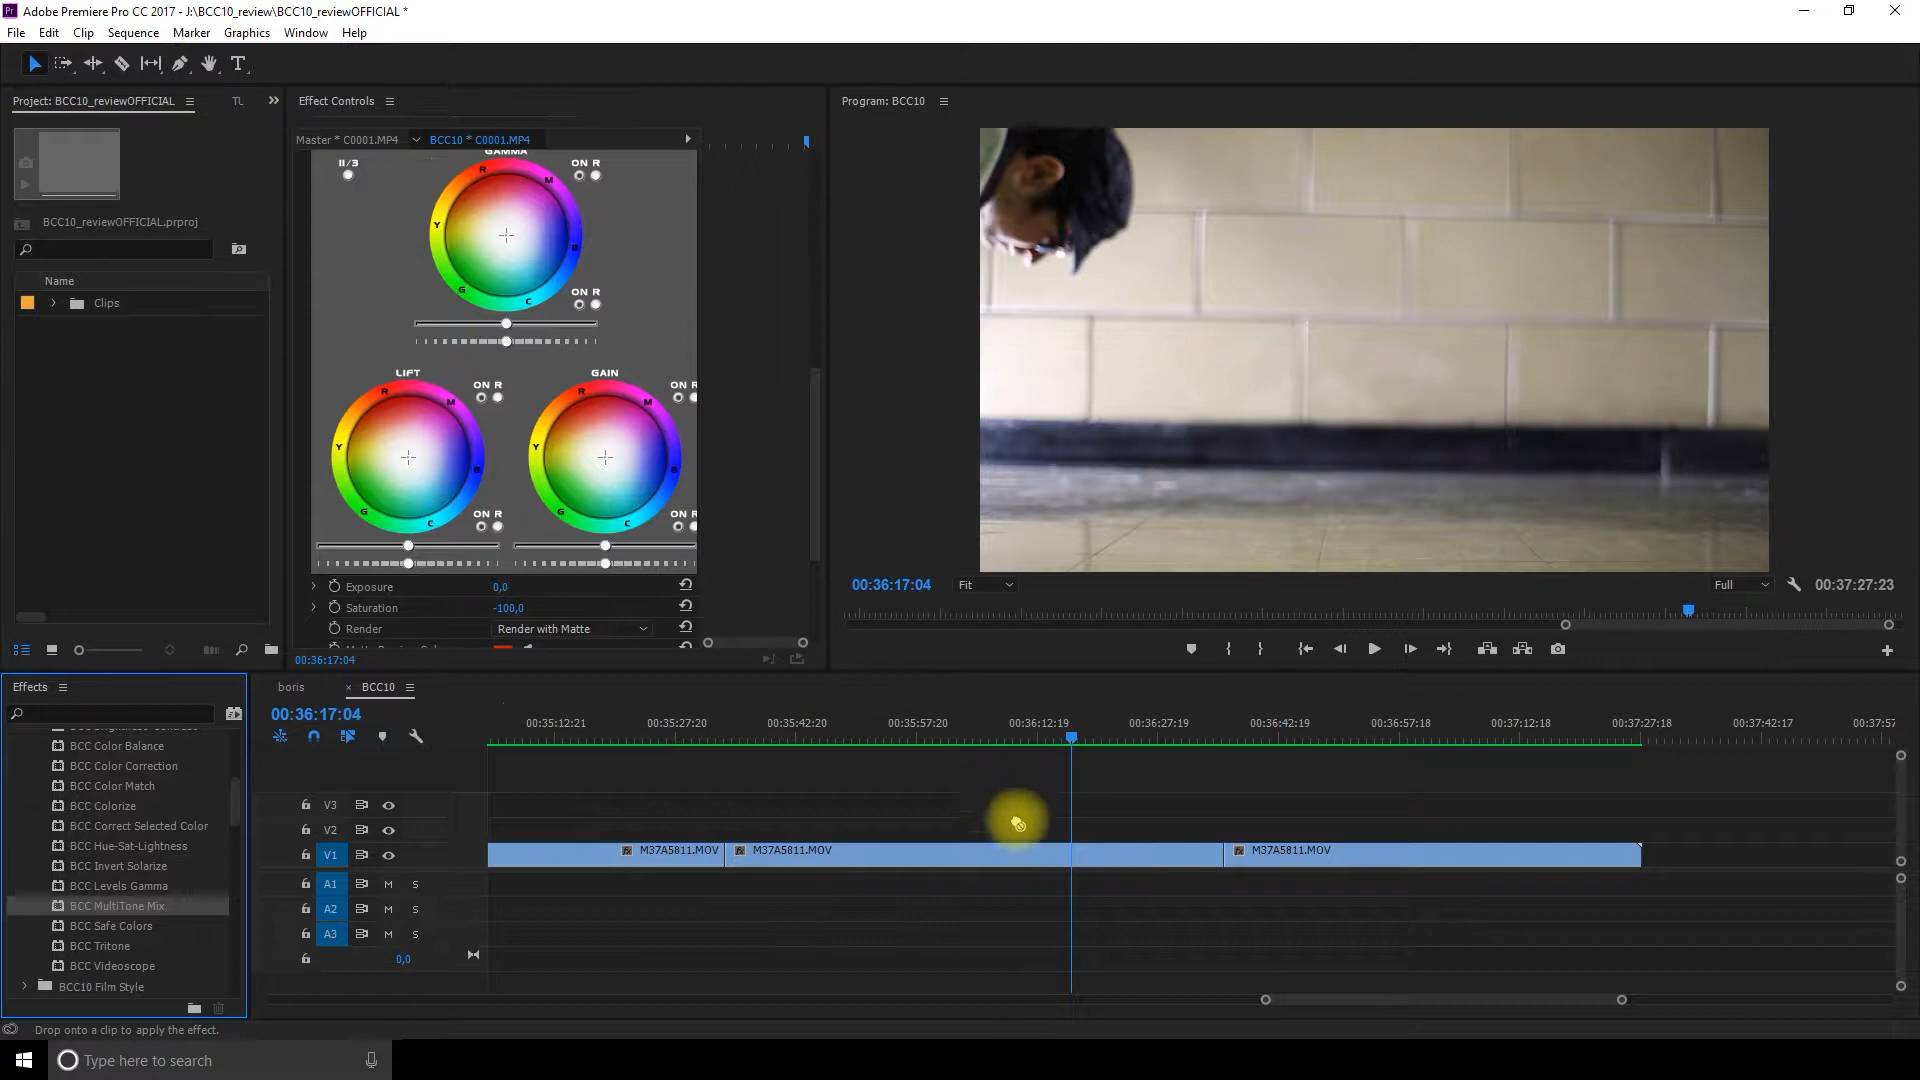 Pr Adobe Premiere Pro CC 2017 - J:\BCC10_review\BCC10_reviewOFFICIAL *
File Edit Clip Sequence Marker Graphics Window Help
T
Project: BCC10_reviewOFFICIAL TL
BCC10_reviewOFFICIAL.prproj
Name
Clips
Effect Controls
Master * C0001.MP4 BCC10 * C0001.MP4
GAMMA
II/3 ON R
R M Y B G C
ON R
LIFT GAIN
ON R ON R
R M Y B G C
R M Y B G C
ON R ON R
Exposure 0,0
Saturation -100,0
Render Render with Matte
00:36:17:04
Program: BCC10
00:36:17:04 Fit Full 00:37:27:23
Effects
BCC Color Balance
BCC Color Correction
BCC Color Match
BCC Colorize
BCC Correct Selected Color
BCC Hue-Sat-Lightness
BCC Invert Solarize
BCC Levels Gamma
BCC MultiTone Mix
BCC Safe Colors
BCC Tritone
BCC Videoscope
BCC10 Film Style
boris × BCC10
00:36:17:04
00:35:12:21 00:35:27:20 00:35:42:20 00:35:57:20 00:36:12:19 00:36:27:19 00:36:42:19 00:36:57:18 00:37:12:18 00:37:27:18 00:37:42:17 00:37:57
V3
V2
V1 fx M37A5811.MOV fx M37A5811.MOV fx M37A5811.MOV
A1 M S
A2 M S
A3 M S
0,0
Drop onto a clip to apply the effect.
Type here to search